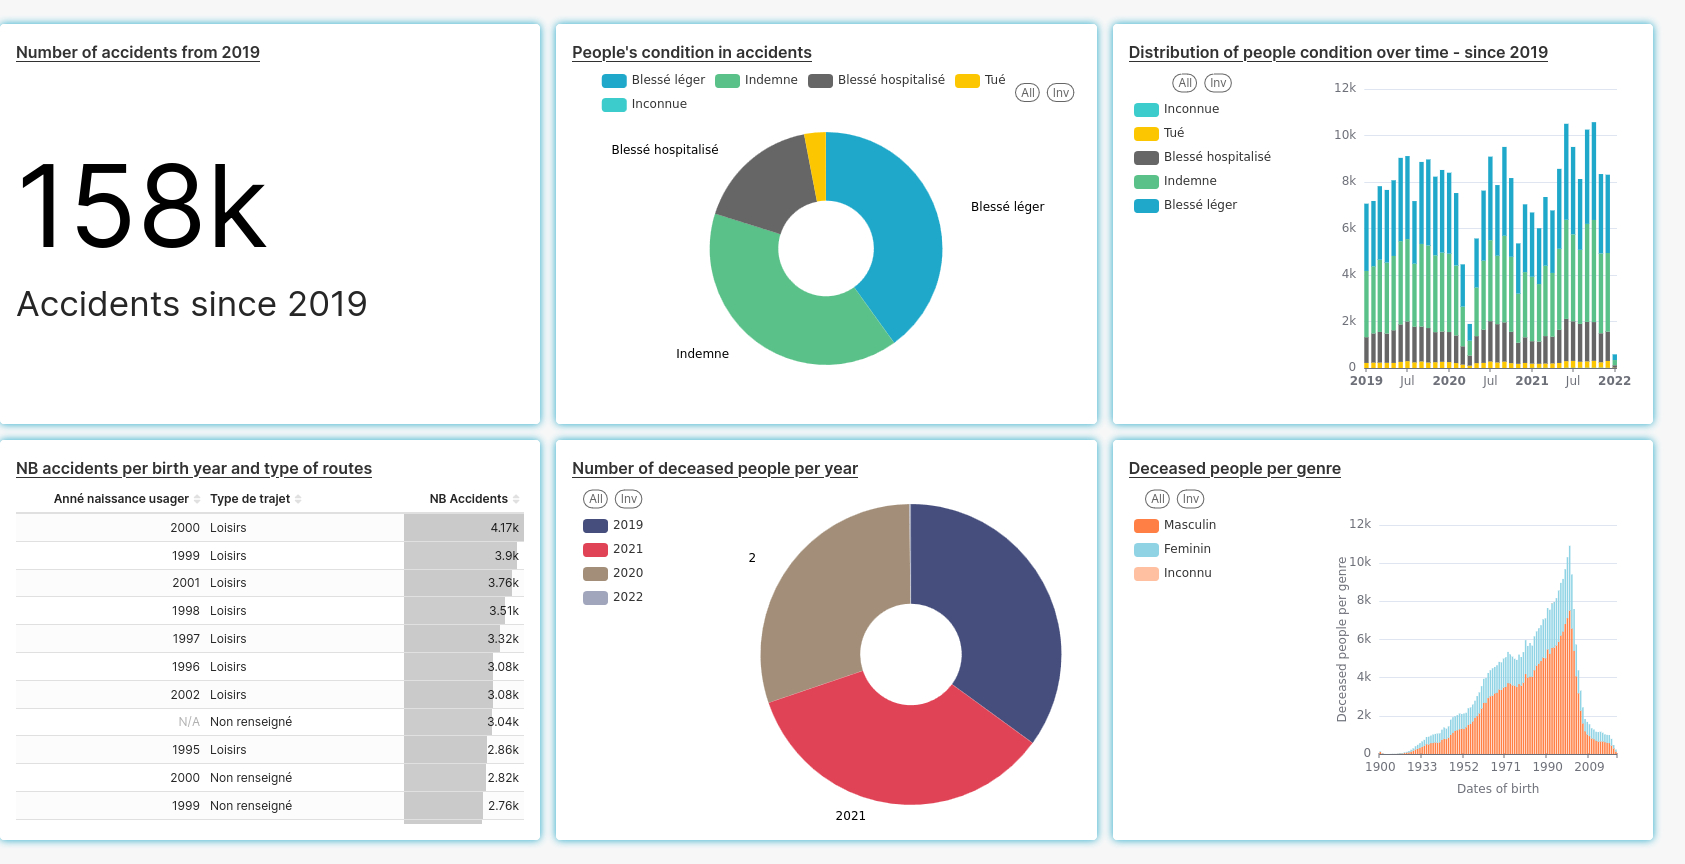 Number of accidents from 2019
158k
Accidents since 2019
People's condition in accidents
Blessé léger Indemne Blessé hospitalisé Tué
Inconnue
All Inv
Blessé hospitalisé
Blessé léger
Indemne
Distribution of people condition over time - since 2019
All Inv
Inconnue
Tué
Blessé hospitalisé
Indemne
Blessé léger
12k
10k
8k
6k
4k
2k
0
2019 Jul 2020 Jul 2021 Jul 2022
NB accidents per birth year and type of routes
Anné naissance usager Type de trajet NB Accidents
2000 Loisirs 4.17k
1999 Loisirs 3.9k
2001 Loisirs 3.76k
1998 Loisirs 3.51k
1997 Loisirs 3.32k
1996 Loisirs 3.08k
2002 Loisirs 3.08k
N/A Non renseigné 3.04k
1995 Loisirs 2.86k
2000 Non renseigné 2.82k
1999 Non renseigné 2.76k
Number of deceased people per year
All Inv
2019
2021
2020
2022
2
2021
Deceased people per genre
All Inv
Masculin
Feminin
Inconnu
Deceased people per genre
12k
10k
8k
6k
4k
2k
0
1900 1933 1952 1971 1990 2009
Dates of birth